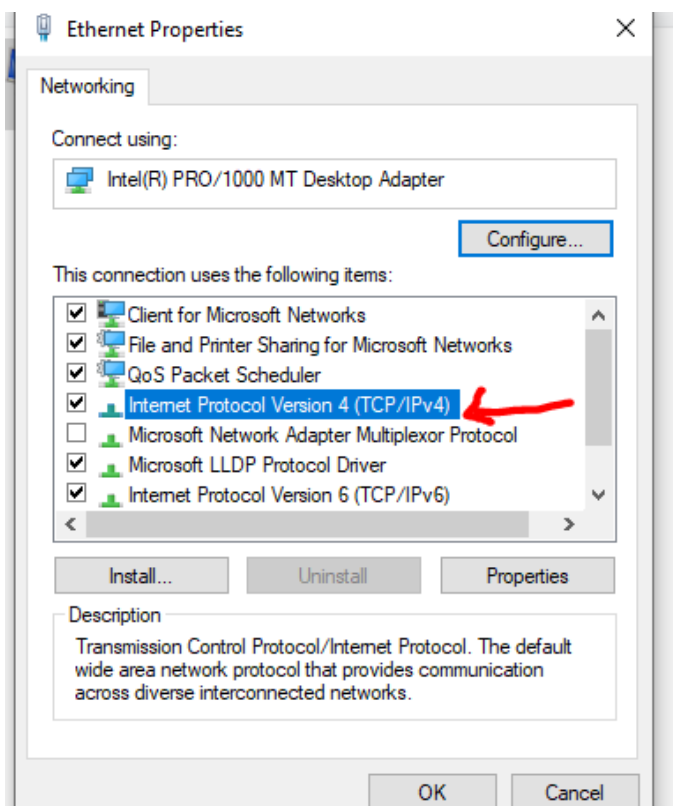 Ethernet Properties
Networking
Connect using:
Intel(R) PRO/1000 MT Desktop Adapter
Configure...
This connection uses the following items:
Client for Microsoft Networks
File and Printer Sharing for Microsoft Networks
QoS Packet Scheduler
Internet Protocol Version 4 (TCP/IPv4)
Microsoft Network Adapter Multiplexor Protocol
Microsoft LLDP Protocol Driver
Internet Protocol Version 6 (TCP/IPv6)
Install... Uninstall Properties
Description
Transmission Control Protocol/Internet Protocol. The default
wide area network protocol that provides communication
across diverse interconnected networks.
OK Cancel